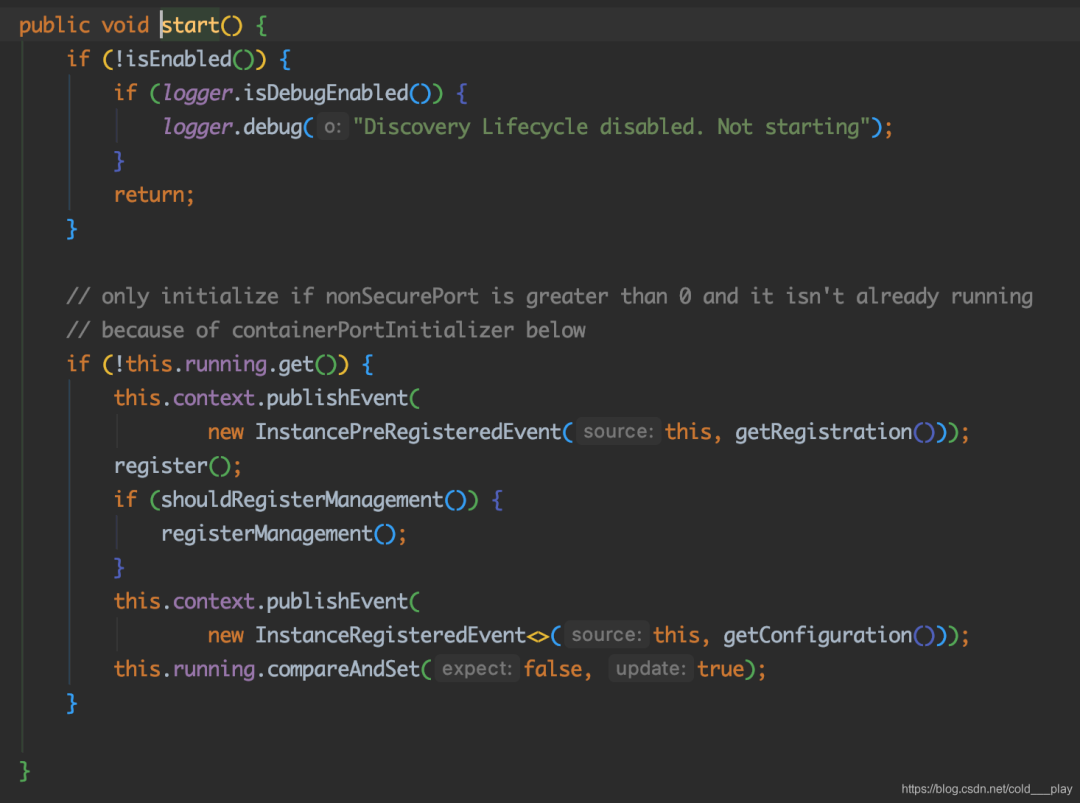 public void start() {
if (!isEnabled()) {
if (logger.isDebugEnabled()) {
logger.debug( o: "Discovery Lifecycle disabled. Not starting");
}
return;
}
// only initialize if nonSecurePort is greater than 0 and it isn't already running
// because of containerPortInitializer below
if (!this.running.get()) {
this.context.publishEvent(
new InstancePreRegisteredEvent( source: this, getRegistration()));
register();
if (shouldRegisterManagement()) {
registerManagement();
}
this.context.publishEvent(
new InstanceRegisteredEvent<>( source: this, getConfiguration()));
this.running.compareAndSet( expect: false, update: true);
}
}
https://blog.csdn.net/cold___play